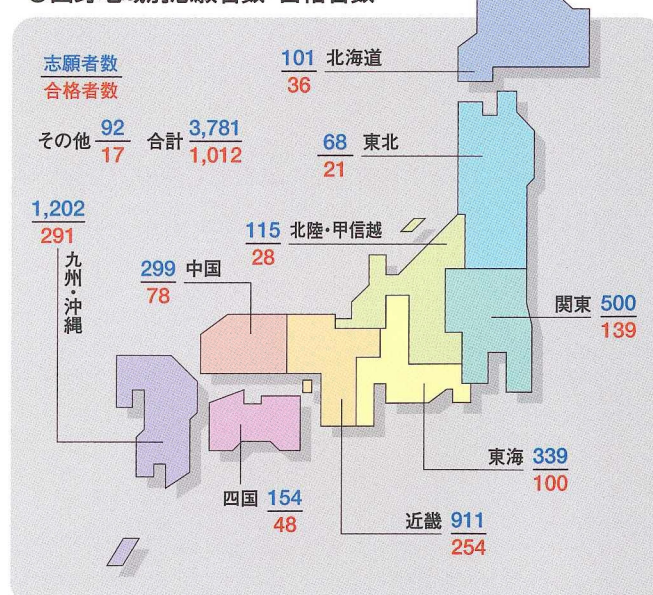 志願者数
合格者数
その他 92
17
合計 3,781
1,012
101 北海道
36
68 東北
21
1,202
291
九州・沖縄
115 北陸・甲信越
28
299 中国
78
関東 500
139
東海 339
100
四国 154
48
近畿 911
254